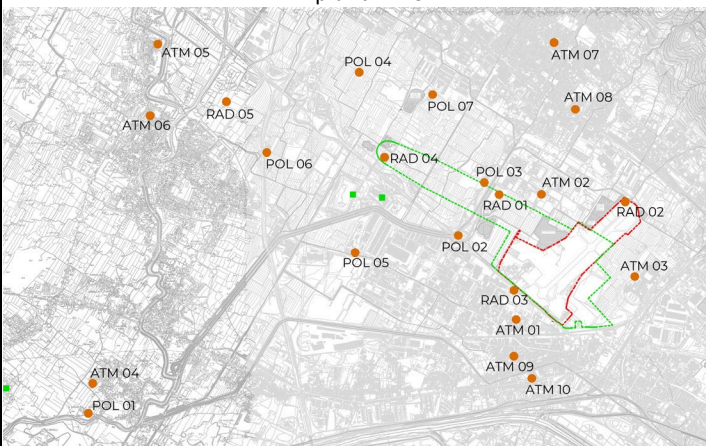 ATM 05
ATM 07
POL 04
POL 07
ATM 08
RAD 05
ATM 06
POL 06
RAD 04
POL 03
ATM 02
RAD 01
RAD 02
POL 02
POL 05
ATM 03
RAD 03
ATM 01
ATM 09
ATM 04
ATM 10
POL 01